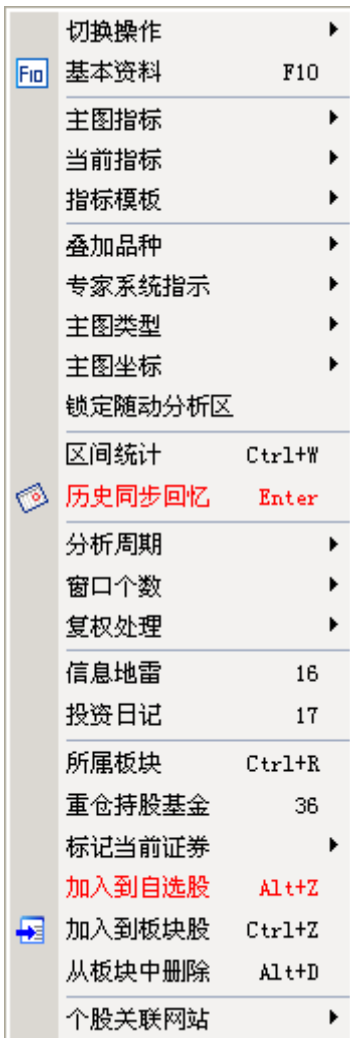 切换操作
F10 基本资料 F10
主图指标
当前指标
指标模板
叠加品种
专家系统指示
主图类型
主图坐标
锁定随动分析区
区间统计 Ctrl+W
历史同步回忆 Enter
分析周期
窗口个数
复权处理
信息地雷 16
投资日记 17
所属板块 Ctrl+R
重仓持股基金 36
标记当前证券
加入到自选股 Alt+Z
加入到板块股 Ctrl+Z
从板块中删除 Alt+D
个股关联网站